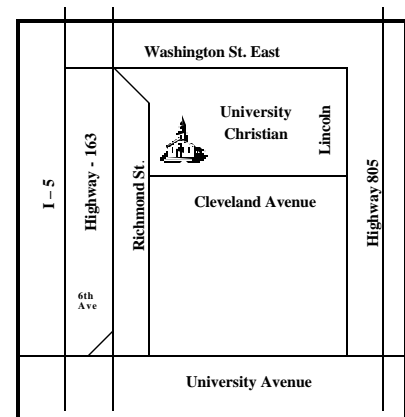 Washington St. East
University
Christian
Lincoln
I – 5
Highway - 163
Richmond St.
Highway 805
Cleveland Avenue
6th
Ave
University Avenue